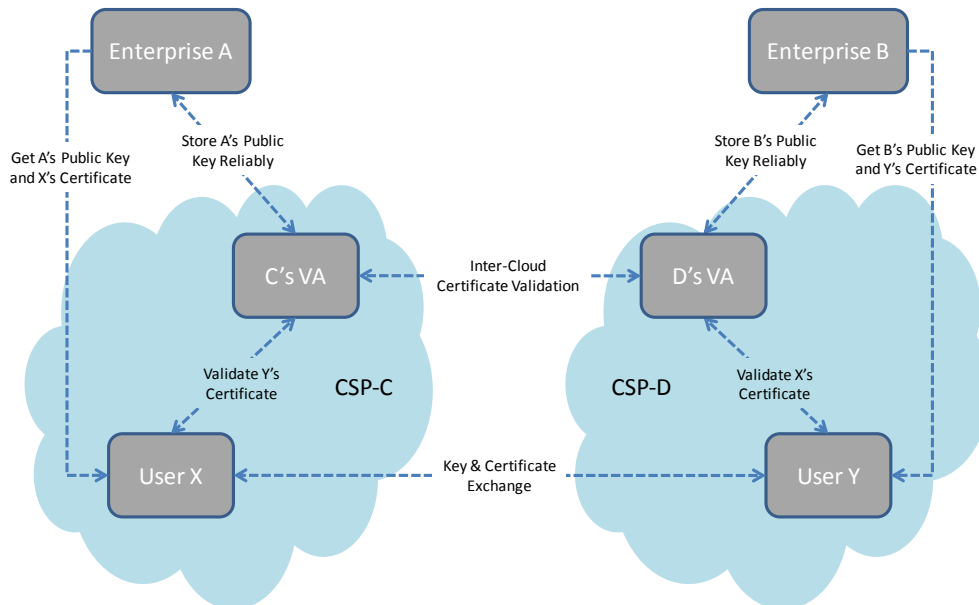 Enterprise A
Enterprise B
Store A's Public
Key Reliably
Store B's Public
Key Reliably
Get A's Public Key
and X's Certificate
Get B's Public Key
and Y's Certificate
C's VA
Inter-Cloud
Certificate Validation
D's VA
Validate Y's
Certificate
CSP-C
CSP-D
Validate X's
Certificate
User X
Key & Certificate
Exchange
User Y